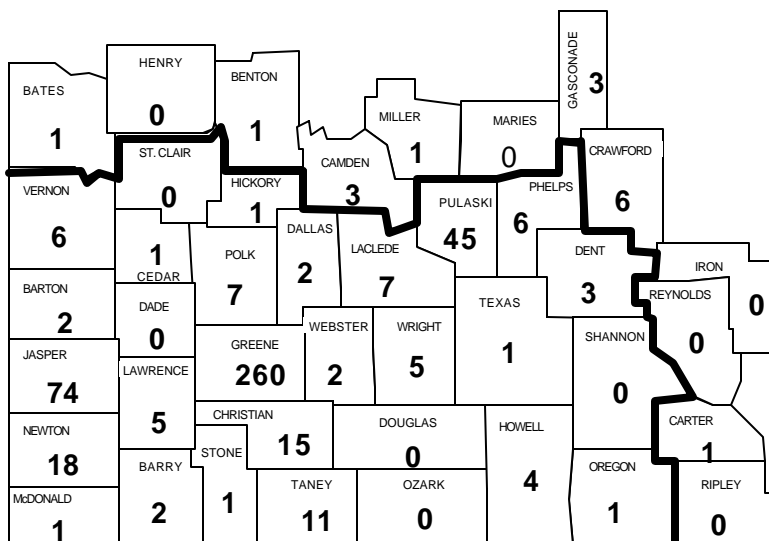 GASCONADE
3
HENRY
0
BENTON
1
BATES
1
MILLER
1
MARIES
0
CRAWFORD
6
ST. CLAIR
0
CAMDEN
3
HICKORY
1
VERNON
6
PULASKI
45
PHELPS
6
DALLAS
2
LACLEDE
7
1
CEDAR
POLK
7
DENT
3
IRON
0
BARTON
2
DADE
0
TEXAS
1
REYNOLDS
0
WEBSTER
2
WRIGHT
5
SHANNON
0
GREENE
260
JASPER
74
LAWRENCE
5
CHRISTIAN
15
DOUGLAS
0
HOWELL
4
CARTER
1
NEWTON
18
STONE
1
BARRY
2
OREGON
1
TANEY
11
OZARK
0
RIPLEY
0
McDONALD
1